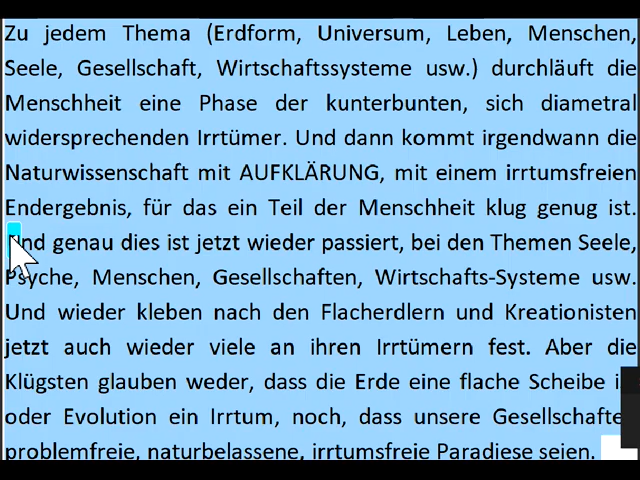 Zu jedem Thema (Erdform, Universum, Leben, Menschen,
Seele, Gesellschaft, Wirtschaftssysteme usw.) durchläuft die
Menschheit eine Phase der kunterbunten, sich diametral
widersprechenden Irrtümer. Und dann kommt irgendwann die
Naturwissenschaft mit AUFKLÄRUNG, mit einem irrtumsfreien
Endergebnis, für das ein Teil der Menschheit klug genug ist.
Und genau dies ist jetzt wieder passiert, bei den Themen Seele,
Psyche, Menschen, Gesellschaften, Wirtschafts-Systeme usw.
Und wieder kleben nach den Flacherdlern und Kreationisten
jetzt auch wieder viele an ihren Irrtümern fest. Aber die
Klügsten glauben weder, dass die Erde eine flache Scheibe
oder Evolution ein Irrtum, noch, dass unsere Gesellschaften
problemfreie, naturbelassene, irrtumsfreie Paradiese seien.